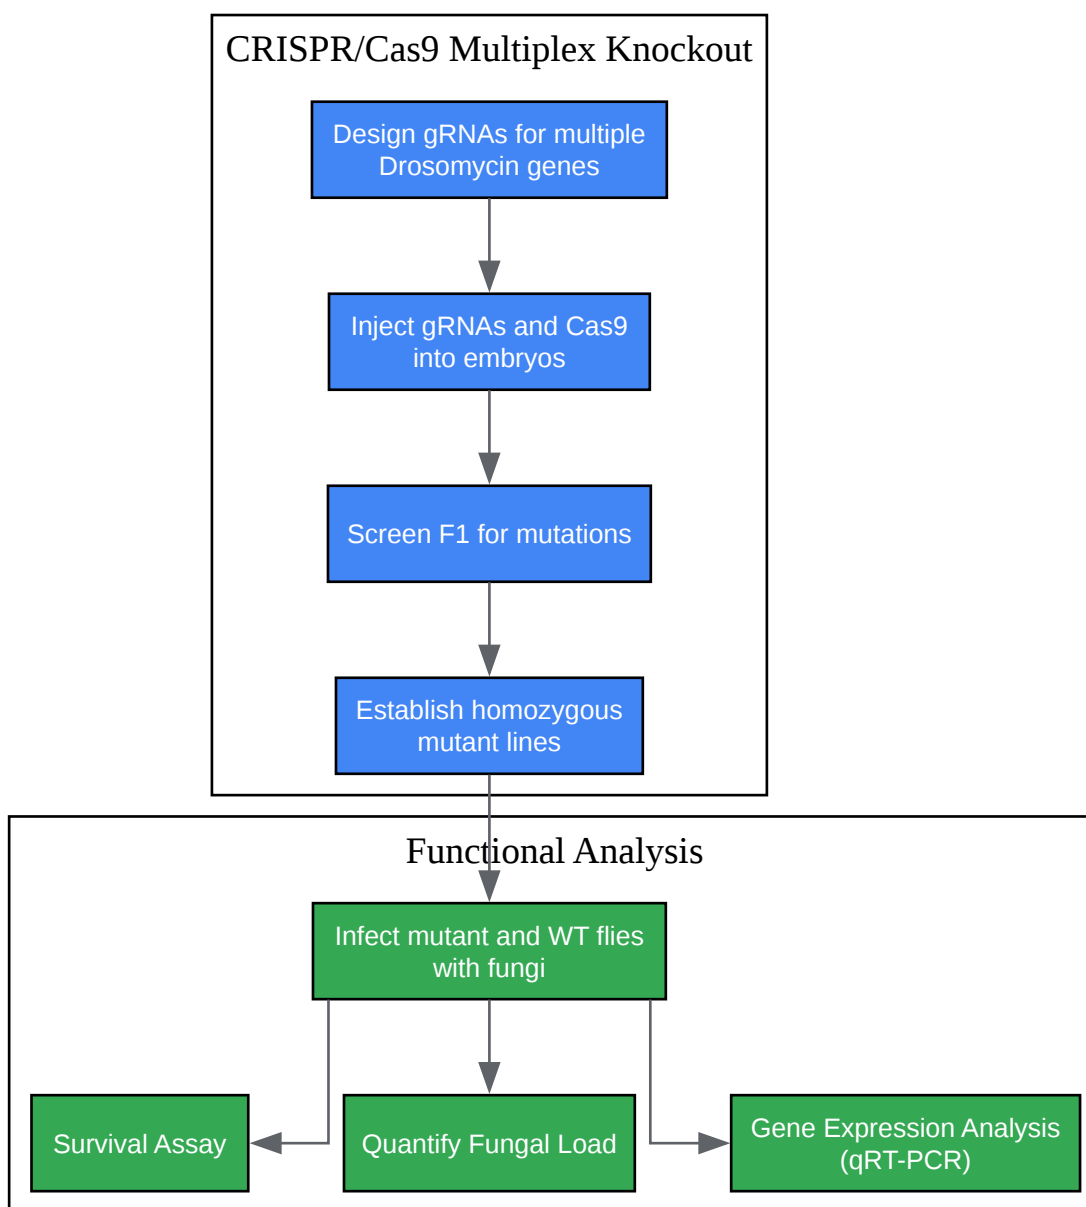 CRISPR/Cas9 Multiplex Knockout
Design gRNAs for multiple
Drosomycin genes
Inject gRNAs and Cas9
into embryos
Screen F1 for mutations
Establish homozygous
mutant lines
Functional Analysis
Infect mutant and WT flies
with fungi
Survival Assay
Quantify Fungal Load
Gene Expression Analysis
(qRT-PCR)